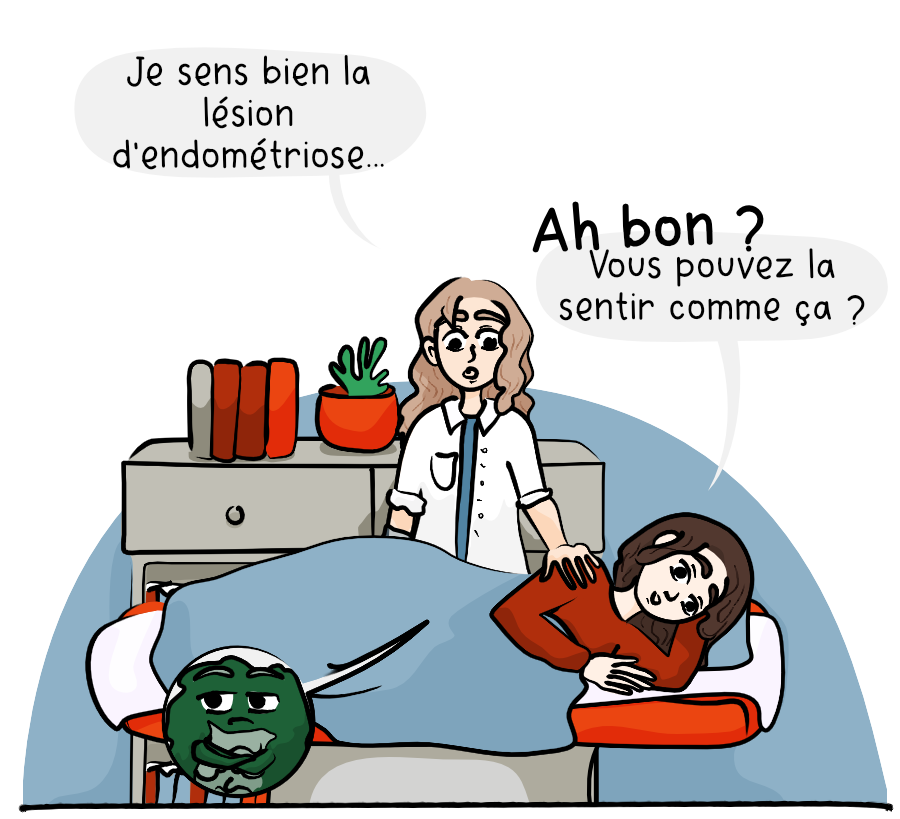 Je sens bien la
lésion
d'endométriose...
Ah bon ?
Vous pouvez la
sentir comme ça ?